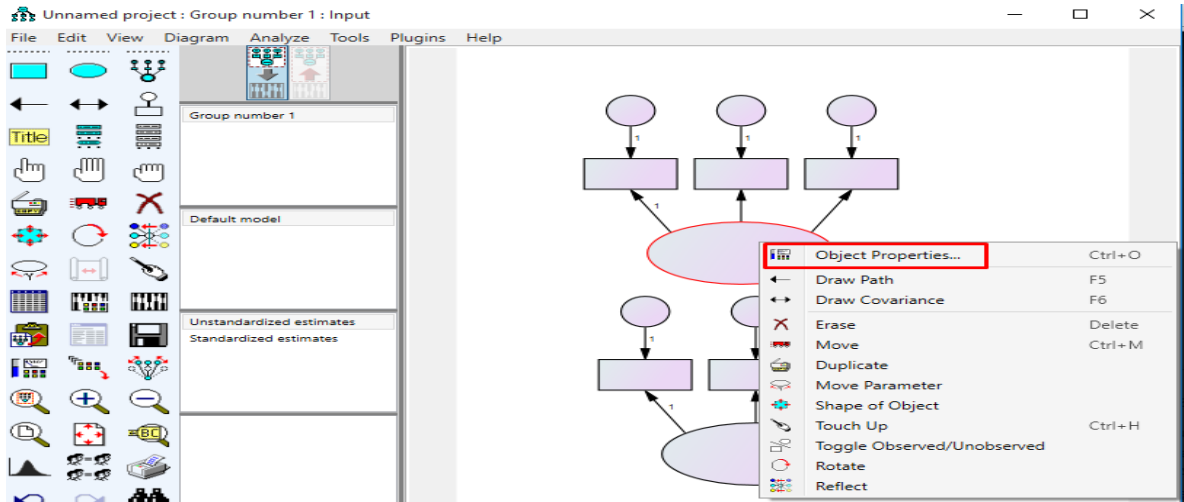 Unnamed project : Group number 1 : Input
File Edit View Diagram Analyze Tools Plugins Help
Title
Group number 1
Default model
Unstandardized estimates
Standardized estimates
1 1 1
1
1
1
Object Properties... Ctrl+O
Draw Path F5
Draw Covariance F6
Erase Delete
Move Ctrl+M
Duplicate
Move Parameter
Shape of Object
Touch Up Ctrl+H
Toggle Observed/Unobserved
Rotate
Reflect